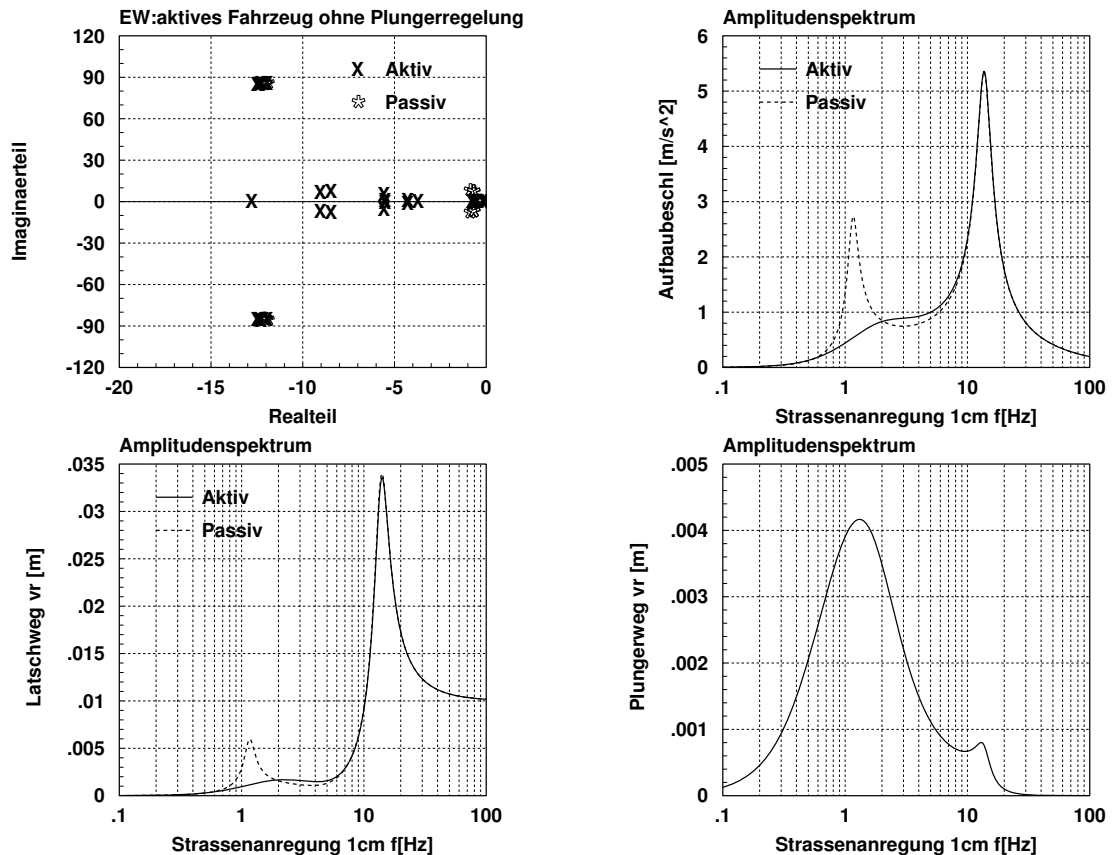 EW:aktives Fahrzeug ohne Plungerregelung
120
90
60
30
0
-30
-60
-90
-120
Imaginaerteil
X Aktiv
Passiv
-20 -15 -10 -5 0
Realteil
Amplitudenspektrum
6
5
4
3
2
1
0
Aufbaubeschl [m/s^2]
Aktiv
Passiv
.1 1 10 100
Strassenanregung 1cm f[Hz]
Amplitudenspektrum
.035
.03
.025
.02
.015
.01
.005
0
Latschweg vr [m]
Aktiv
Passiv
.1 1 10 100
Strassenanregung 1cm f[Hz]
Amplitudenspektrum
.005
.004
.003
.002
.001
0
Plungerweg vr [m]
.1 1 10 100
Strassenanregung 1cm f[Hz]